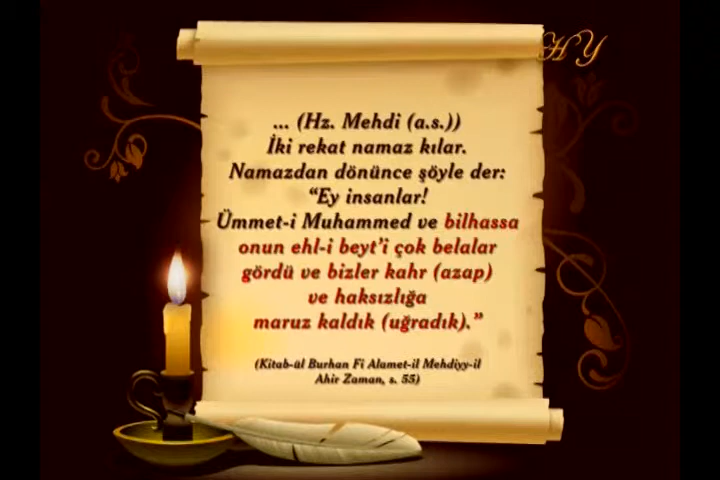 HY
... (Hz. Mehdi (a.s.))
İki rekat namaz kılar.
Namazdan dönünce şöyle der:
“Ey insanlar!
Ümmet-i Muhammed ve bilhassa
onun ehl-i beyt’i çok belalar
gördü ve bizler kahr (azap)
ve haksızlığa
maruz kaldık (uğradık).”
(Kitab-ül Burhan Fi Alamet-il Mehdiyy-il
Ahir Zaman, s. 55)